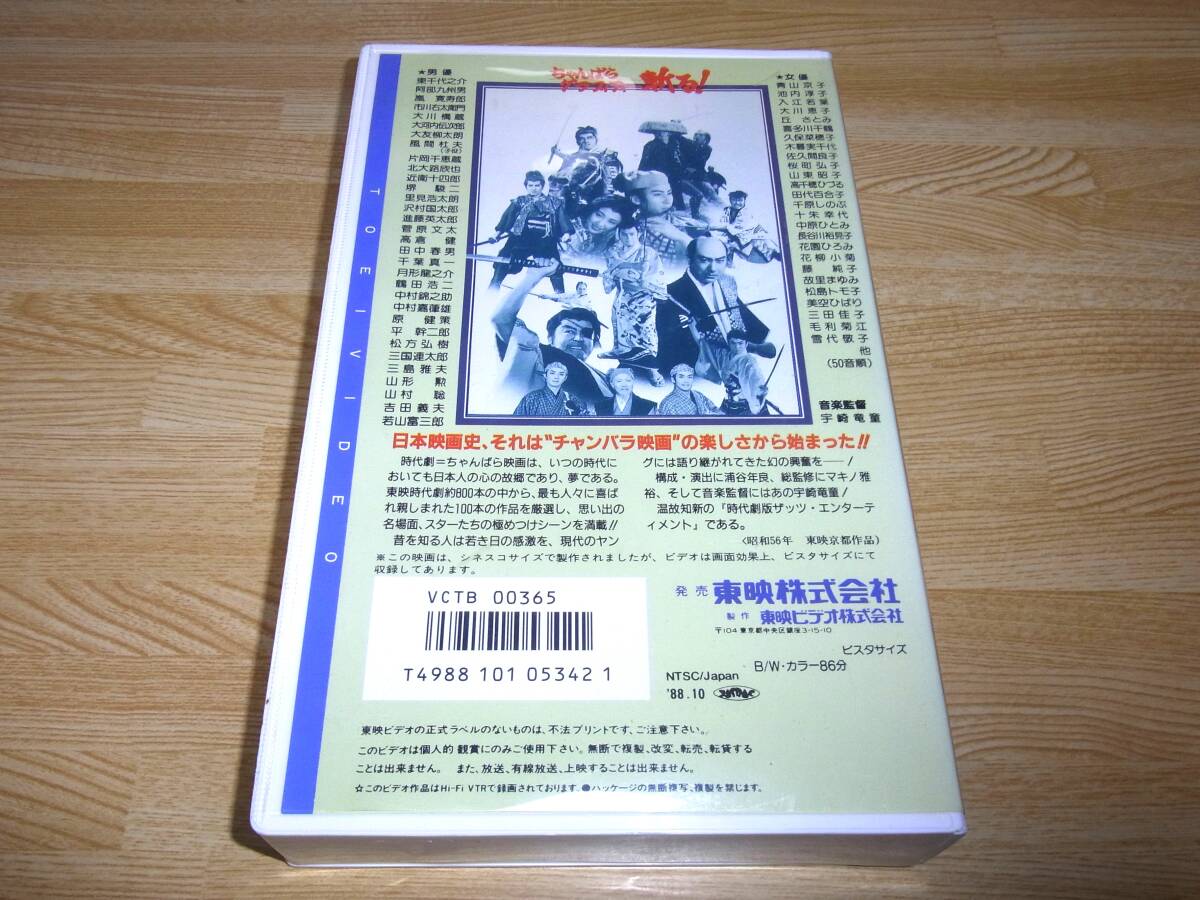 TOEI VIDEO
ちゃんばら
グラフィティー 斬る!
★男優
東千代之介
阿部九州男
嵐 寛寿郎
市川右太衛門
大川橋蔵
大河内伝次郎
大友柳太朗
風間杜夫
(子役)
片岡千恵蔵
北大路欣也
近衛十四郎
堺 駿二
里見浩太朗
沢村国太郎
進藤英太郎
菅原文太
高倉 健
田中春男
千葉真一
月形龍之介
鶴田浩二
中村錦之助
中村嘉葎雄
原 健策
平 幹二郎
松方弘樹
三国連太郎
三島雅夫
山形 勲
山村 聡
吉田義夫
若山富三郎
★女優
青山京子
池内淳子
入江若葉
大川恵子
丘 さとみ
喜多川千鶴
久保菜穂子
木暮実千代
佐久間良子
桜町弘子
山東昭子
高千穂ひづる
田代百合子
千原しのぶ
十朱幸代
中原ひとみ
長谷川裕見子
花園ひろみ
花柳小菊
藤 純子
故里まゆみ
松島トモ子
美空ひばり
三田佳子
毛利菊江
雪代敬子
他
(50音順)
音楽監督
宇崎竜童
日本映画史、それは“チャンバラ映画”の楽しさから始まった!!
時代劇=ちゃんばら映画は、いつの時代に
おいても日本人の心の故郷であり、夢である。
東映時代劇約800本の中から、最も人々に喜ば
れ親しまれた100本の作品を厳選し、思い出の
名場面、スターたちの極めつけシーンを満載!!
昔を知る人は若き日の感激を、現代のヤン
グには語り継がれてきた幻の興奮を――!
構成・演出に浦谷年良、総監修にマキノ雅
裕、そして音楽監督にはあの宇崎竜童!
温故知新の「時代劇版ザッツ・エンターテ
ィメント」である。
<昭和56年 東映京都作品>
※この映画は、シネスコサイズで製作されましたが、ビデオは画面効果上、ビスタサイズにて
収録してあります。
VCTB 00365
T4988 101 05342 1
発売 東映株式会社
製作 東映ビデオ株式会社
〒104 東京都中央区銀座3-15-10
ビスタサイズ
B/W・カラー86分
NTSC/Japan
'88.10
東映ビデオの正式ラベルのないものは、不法プリントです、ご注意下さい。
このビデオは個人的観賞にのみご使用下さい。無断で複製、改変、転売、転貸する
ことは出来ません。また、放送、有線放送、上映することは出来ません。
☆このビデオ作品はHi-Fi VTRで録画されております。●パッケージの無断複写、複製を禁じます。